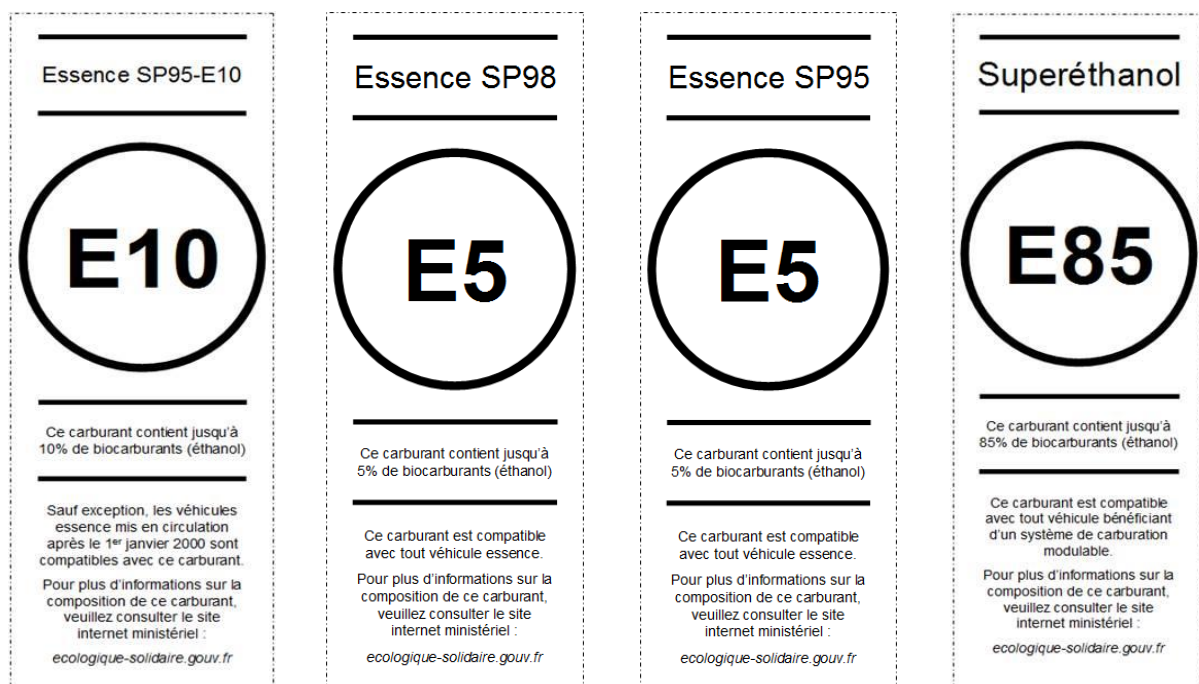 Essence SP95-E10
E10
Ce carburant contient jusqu'à
10% de biocarburants (éthanol)
Sauf exception, les véhicules
essence mis en circulation
après le 1er janvier 2000 sont
compatibles avec ce carburant.
Pour plus d'informations sur la
composition de ce carburant,
veuillez consulter le site
internet ministériel :
ecologique-solidaire.gouv.fr
Essence SP98
E5
Ce carburant contient jusqu'à
5% de biocarburants (éthanol)
Ce carburant est compatible
avec tout véhicule essence.
Pour plus d'informations sur la
composition de ce carburant,
veuillez consulter le site
internet ministériel :
ecologique-solidaire.gouv.fr
Essence SP95
E5
Ce carburant contient jusqu'à
5% de biocarburants (éthanol)
Ce carburant est compatible
avec tout véhicule essence.
Pour plus d'informations sur la
composition de ce carburant,
veuillez consulter le site
internet ministériel :
ecologique-solidaire.gouv.fr
Superéthanol
E85
Ce carburant contient jusqu'à
85% de biocarburants (éthanol)
Ce carburant est compatible
avec tout véhicule bénéficiant
d'un système de carburation
modulable.
Pour plus d'informations sur la
composition de ce carburant,
veuillez consulter le site
internet ministériel :
ecologique-solidaire.gouv.fr